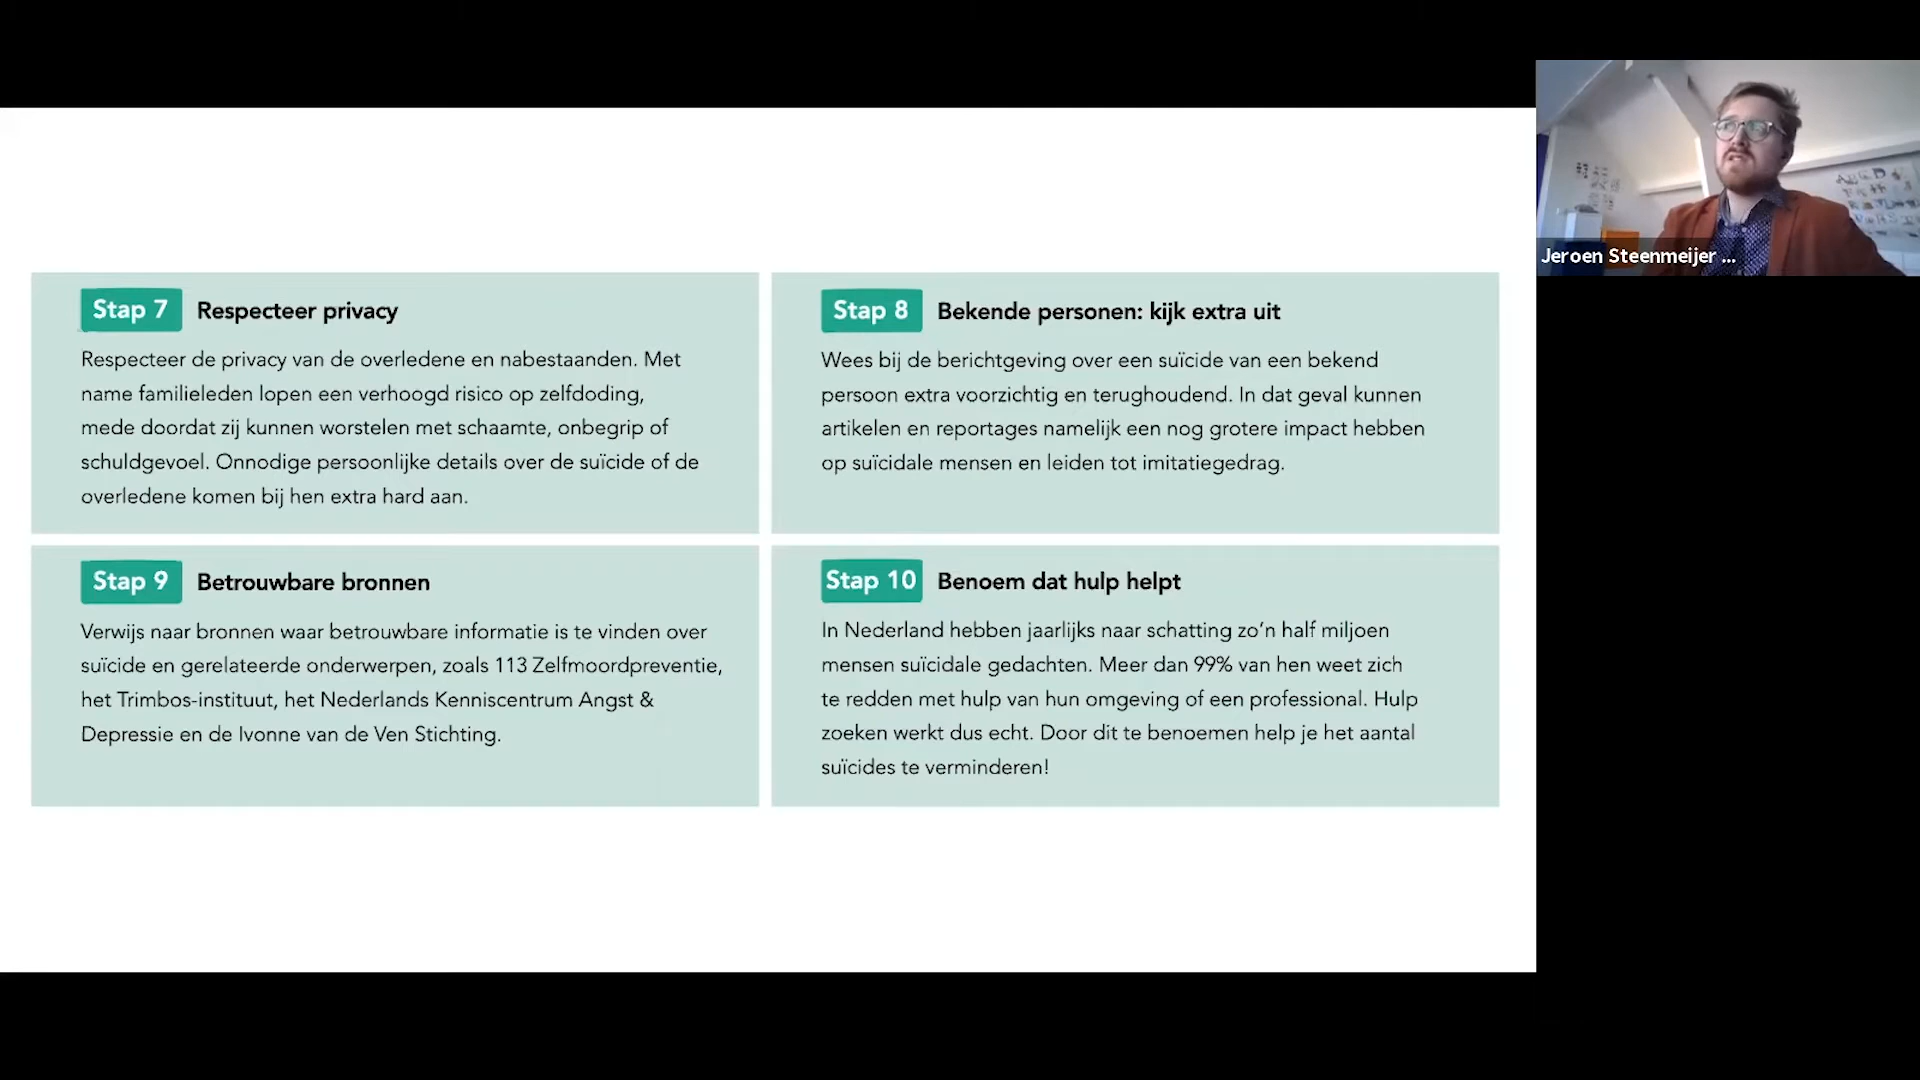 Stap 7 Respecteer privacy
Respecteer de privacy van de overledene en nabestaanden. Met
name familieleden lopen een verhoogd risico op zelfdoding,
mede doordat zij kunnen worstelen met schaamte, onbegrip of
schuldgevoel. Onnodige persoonlijke details over de suïcide of de
overledene komen bij hen extra hard aan.
Stap 8 Bekende personen: kijk extra uit
Wees bij de berichtgeving over een suïcide van een bekend
persoon extra voorzichtig en terughoudend. In dat geval kunnen
artikelen en reportages namelijk een nog grotere impact hebben
op suïcidale mensen en leiden tot imitatiegedrag.
Stap 9 Betrouwbare bronnen
Verwijs naar bronnen waar betrouwbare informatie is te vinden over
suïcide en gerelateerde onderwerpen, zoals 113 Zelfmoordpreventie,
het Trimbos-instituut, het Nederlands Kenniscentrum Angst &
Depressie en de Ivonne van de Ven Stichting.
Stap 10 Benoem dat hulp helpt
In Nederland hebben jaarlijks naar schatting zo’n half miljoen
mensen suïcidale gedachten. Meer dan 99% van hen weet zich
te redden met hulp van hun omgeving of een professional. Hulp
zoeken werkt dus echt. Door dit te benoemen help je het aantal
suïcides te verminderen!
Jeroen Steenmeijer ...